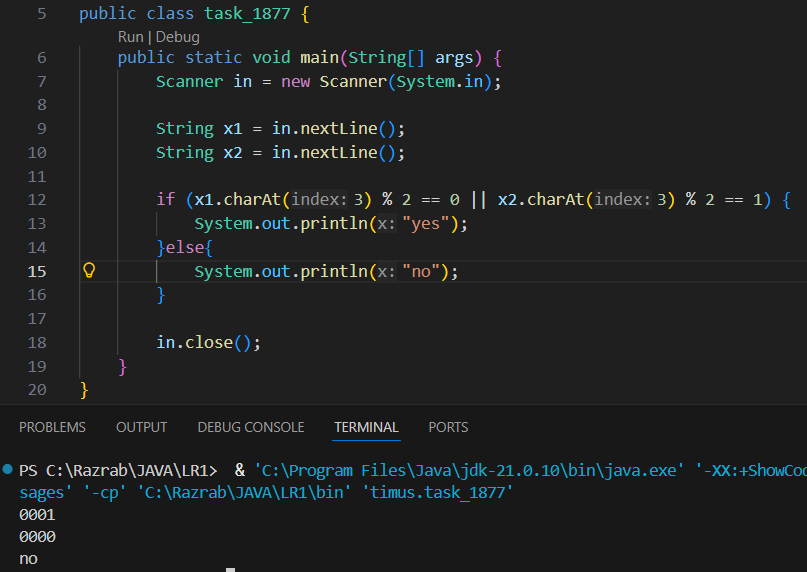 5 public class task_1877 {
Run | Debug
6 public static void main(String[] args) {
7 Scanner in = new Scanner(System.in);
8
9 String x1 = in.nextLine();
10 String x2 = in.nextLine();
11
12 if (x1.charAt(index: 3) % 2 == 0 || x2.charAt(index: 3) % 2 == 1) {
13 System.out.println(x: "yes");
14 }else{
15 System.out.println(x: "no");
16 }
17
18 in.close();
19 }
20 }
PROBLEMS OUTPUT DEBUG CONSOLE TERMINAL PORTS
PS C:\Razrab\JAVA\LR1> & 'C:\Program Files\Java\jdk-21.0.10\bin\java.exe' '-XX:+ShowCod
sages' '-cp' 'C:\Razrab\JAVA\LR1\bin' 'timus.task_1877'
0001
0000
no